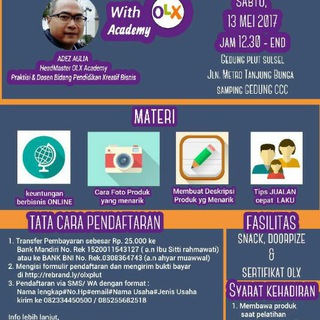 With OLX
Academy
ADEZ AULIA
HeadMaster OLX Academy
Praktisi & Dosen Bidang Pendidikan Kreatif Bisnis
SABTU,
13 MEI 2017
JAM 12.30 - END
GEDUNG PLUT SULSEL
JLN. METRO TANJUNG BUNGA
SAMPING GEDUNG CCC
MATERI
keuntungan
berbisnis ONLINE
Cara Foto Produk
yang menarik
Membuat Deskripsi
Produk yg Menarik
Tips JUALAN
cepat LAKU
TATA CARA PENDAFTARAN
1. Transfer Pembayaran sebesar Rp. 25.000 ke
Bank Mandiri No. Rek 1520011543127 ( a.n Ibu Sitti rahmawati)
atau ke BANK BNI No. Rek.0308364743 (a.n ahyar muawwal)
2. Mengisi formulir pendaftaran dan mengirim bukti bayar
di http://rebrand.ly/olxplut
3. Pendaftaran via SMS/ WA dengan format :
Nama lengkap#No.Hp#email#Nama Usaha#Jenis Usaha
kirim ke 082334450500 / 085255682518
Info lebih lanjut,
FASILITAS
SNACK, DOORPIZE
&
SERTIFIKAT OLX
SYARAT KEHADIRAN
1. Membawa produk
saat pelatihan